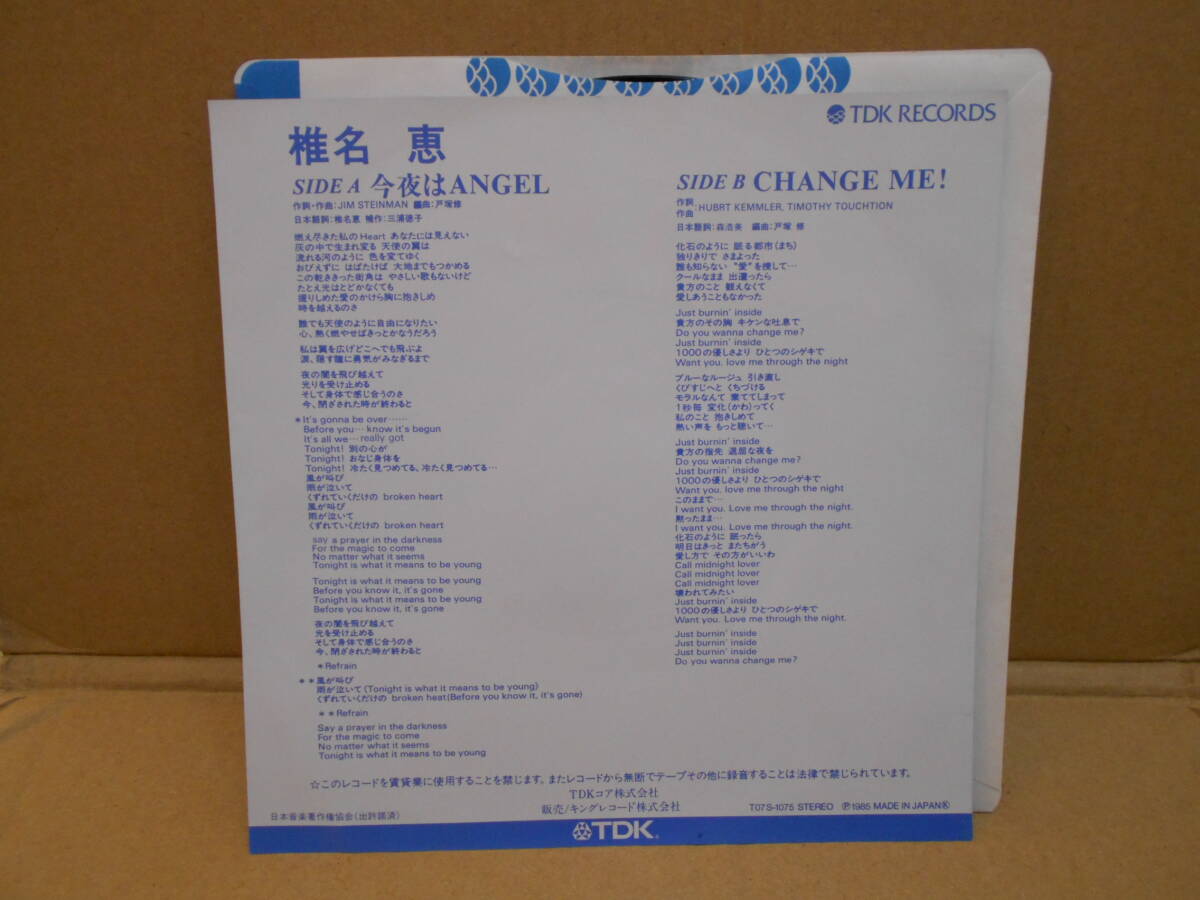 TDK RECORDS
椎名 恵
SIDE A 今夜はANGEL
作詞・作曲:JIM STEINMAN 編曲:戸塚修
日本語詞:椎名恵 補作:三浦徳子
燃え尽きた私のHeart あなたには見えない
灰の中で生まれ変る 天使の翼は
流れる河のように 色を変てゆく
おびえずに はばたけば 大地までもつかめる
この乾ききった街角は やさしい歌もないけど
たとえ光はとどかなくても
握りしめた愛のかけら胸に抱きしめ
時を越えるのさ
誰でも天使のように自由になりたい
心、熱く燃やせばきっとかなうだろう
私は翼を広げどこへでも飛ぶよ
涙、隠す瞳に勇気がみなぎるまで
夜の闇を飛び越えて
光りを受け止める
そして身体で感じ合うのさ
今、閉ざされた時が終わると
*It's gonna be over……
Before you… know it's begun
It's all we… really got
Tonight! 別の心が
Tonight! おなじ身体を
Tonight! 冷たく見つめてる、冷たく見つめてる…
風が叫び
雨が泣いて
くずれていくだけの broken heart
風が叫び
雨が泣いて
くずれていくだけの broken heart
say a prayer in the darkness
For the magic to come
No matter what it seems
Tonight is what it means to be young
Tonight is what it means to be young
Before you know it, it's gone
Tonight is what it means to be young
Before you know it, it's gone
夜の闇を飛び越えて
光を受け止める
そして身体で感じ合うのさ
今、閉ざされた時が終わると
*Refrain
**風が叫び
雨が泣いて(Tonight is what it means to be young)
くずれていくだけの broken heat(Before you know it, it's gone)
**Refrain
Say a prayer in the darkness
For the magic to come
No matter what it seems
Tonight is what it means to be young
SIDE B CHANGE ME!
作詞
作曲:HUBRT KEMMLER, TIMOTHY TOUCHTION
日本語詞:森浩美 編曲:戸塚 修
化石のように 眠る都市(まち)
独りきりで さまよった
誰も知らない "愛"を捜して…
クールなまま 出逢ったら
貴方のこと 観えなくて
愛しあうこともなかった
Just burnin' inside
貴方のその胸 キケンな吐息で
Do you wanna change me?
Just burnin' inside
1000の優しさより ひとつのシゲキで
Want you. love me through the night
ブルーなルージュ 引き直し
くびすじへと くちづける
モラルなんて 棄ててしまって
1秒毎 変化(かわ)ってく
私のこと 抱きしめて
熱い声を もっと聴いて…
Just burnin' inside
貴方の指先 退屈な夜を
Do you wanna change me?
Just burnin' inside
1000の優しさより ひとつのシゲキで
Want you. love me through the night
このままで…
I want you. Love me through the night.
黙ったまま…
I want you. Love me through the night.
化石のように 眠ったら
明日はきっと またちがう
愛し方で その方がいいわ
Call midnight lover
Call midnight lover
Call midnight lover
壊われてみたい
Just burnin' inside
1000の優しさより ひとつのシゲキで
Want you. Love me through the night.
Just burnin' inside
Just burnin' inside
Just burnin' inside
Do you wanna change me?
☆このレコードを賃貸業に使用することを禁じます。またレコードから無断でテープその他に録音することは法律で禁じられています。
TDKコア株式会社
販売/キングレコード株式会社
T07S-1075 STEREO Ⓟ1985 MADE IN JAPAN Ⓚ
日本音楽著作権協会(出許諾済)
TDK